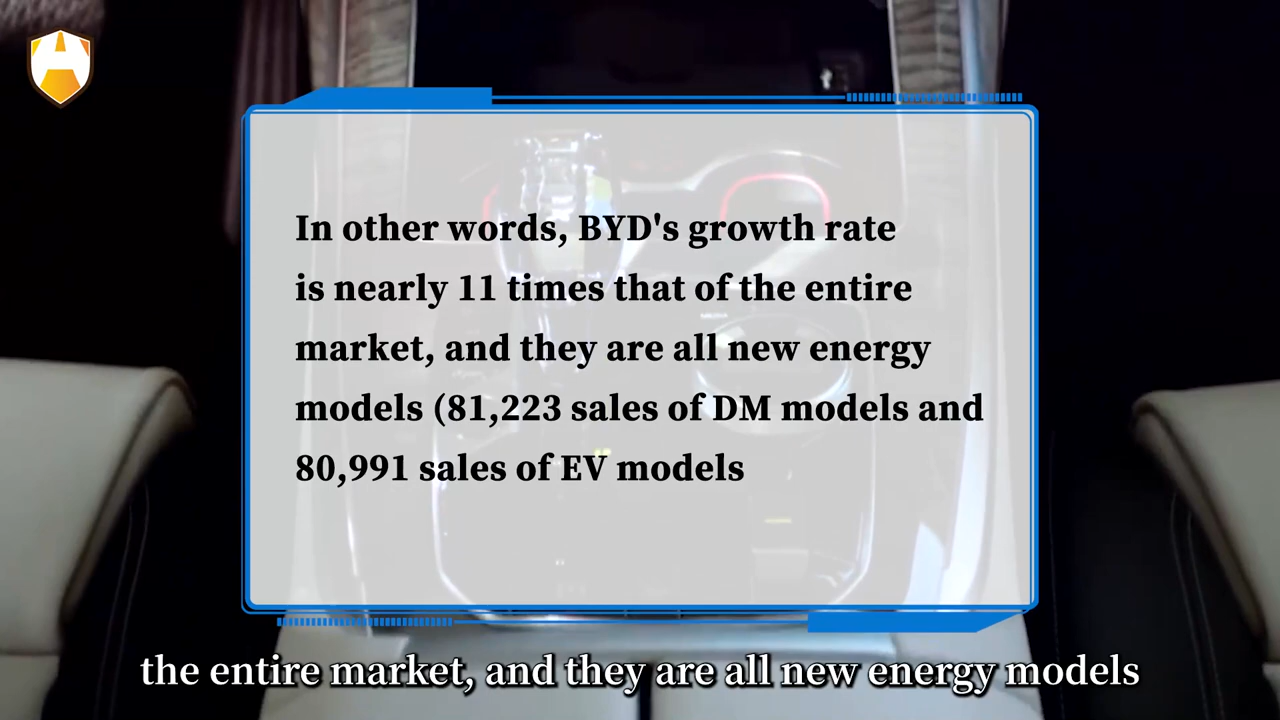 In other words, BYD's growth rate
is nearly 11 times that of the entire
market, and they are all new energy
models (81,223 sales of DM models and
80,991 sales of EV models
the entire market, and they are all new energy models